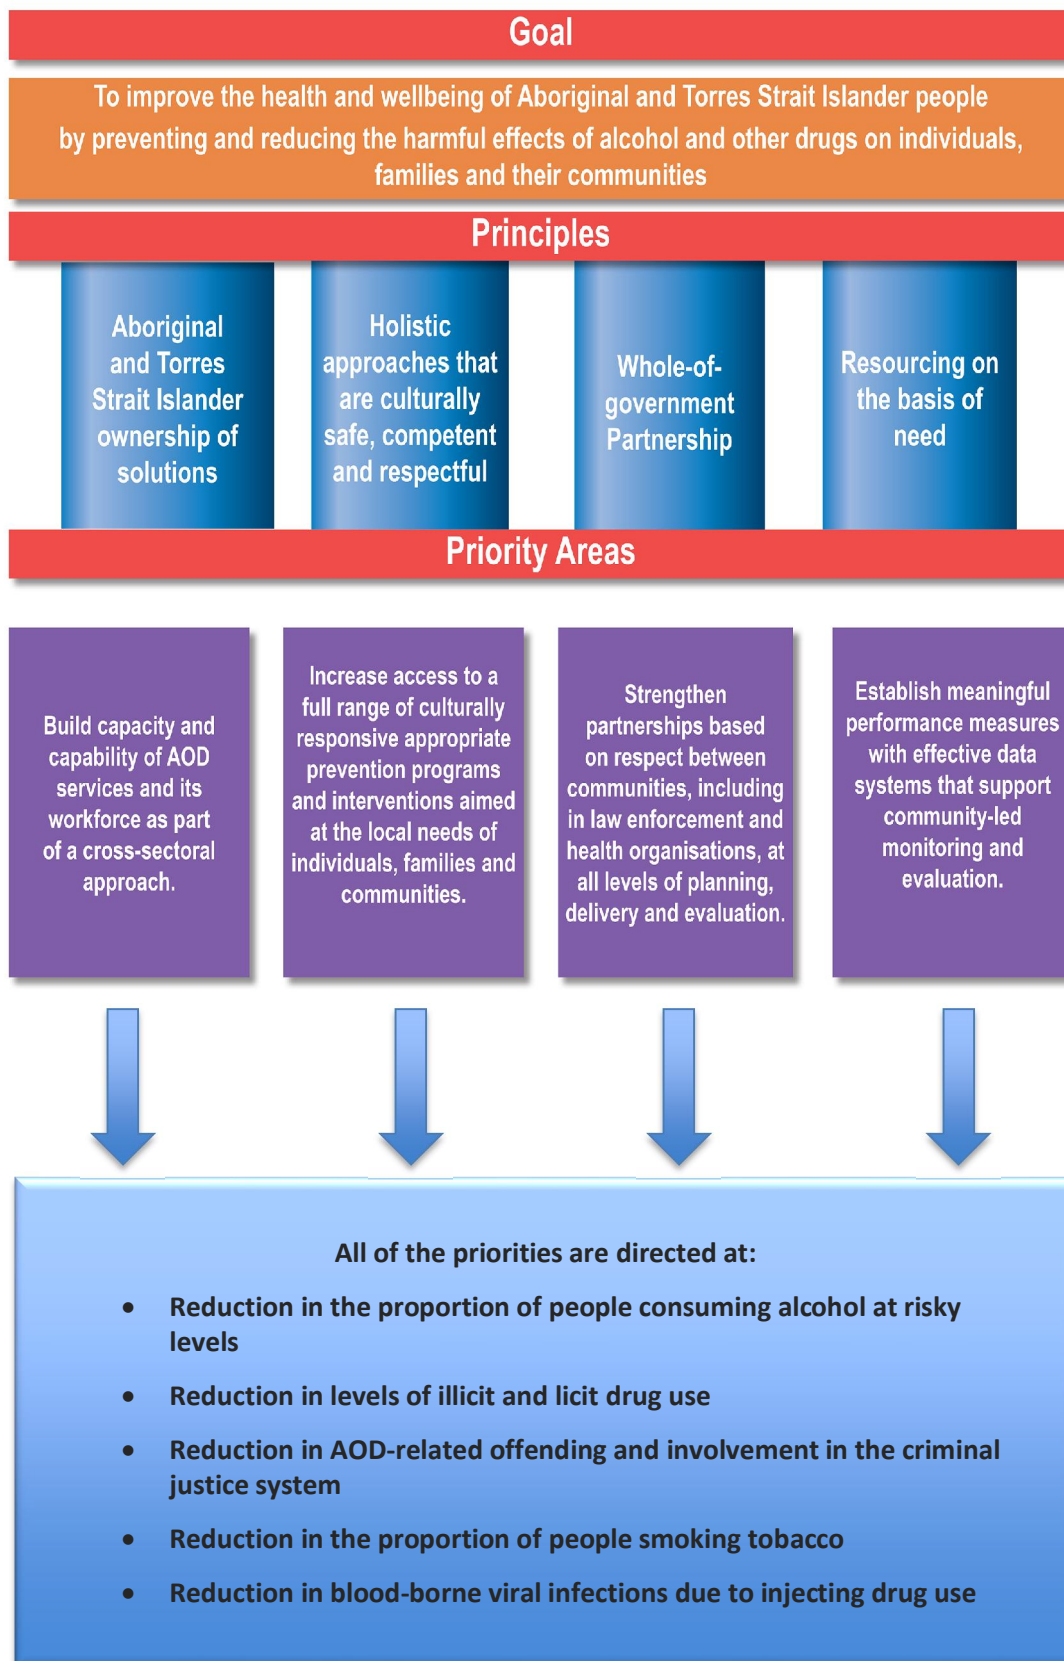 Goal
To improve the health and wellbeing of Aboriginal and Torres Strait Islander people
by preventing and reducing the harmful effects of alcohol and other drugs on individuals,
families and their communities
Principles
Aboriginal
and Torres
Strait Islander
ownership of
solutions
Holistic
approaches that
are culturally
safe, competent
and respectful
Whole-of-
government
Partnership
Resourcing on
the basis of
need
Priority Areas
Build capacity and
capability of AOD
services and its
workforce as part
of a cross-sectoral
approach.
Increase access to a
full range of culturally
responsive appropriate
prevention programs
and interventions aimed
at the local needs of
individuals, families and
communities.
Strengthen
partnerships based
on respect between
communities, including
in law enforcement and
health organisations, at
all levels of planning,
delivery and evaluation.
Establish meaningful
performance measures
with effective data
systems that support
community-led
monitoring and
evaluation.
All of the priorities are directed at:
• Reduction in the proportion of people consuming alcohol at risky
levels
• Reduction in levels of illicit and licit drug use
• Reduction in AOD-related offending and involvement in the criminal
justice system
• Reduction in the proportion of people smoking tobacco
• Reduction in blood-borne viral infections due to injecting drug use